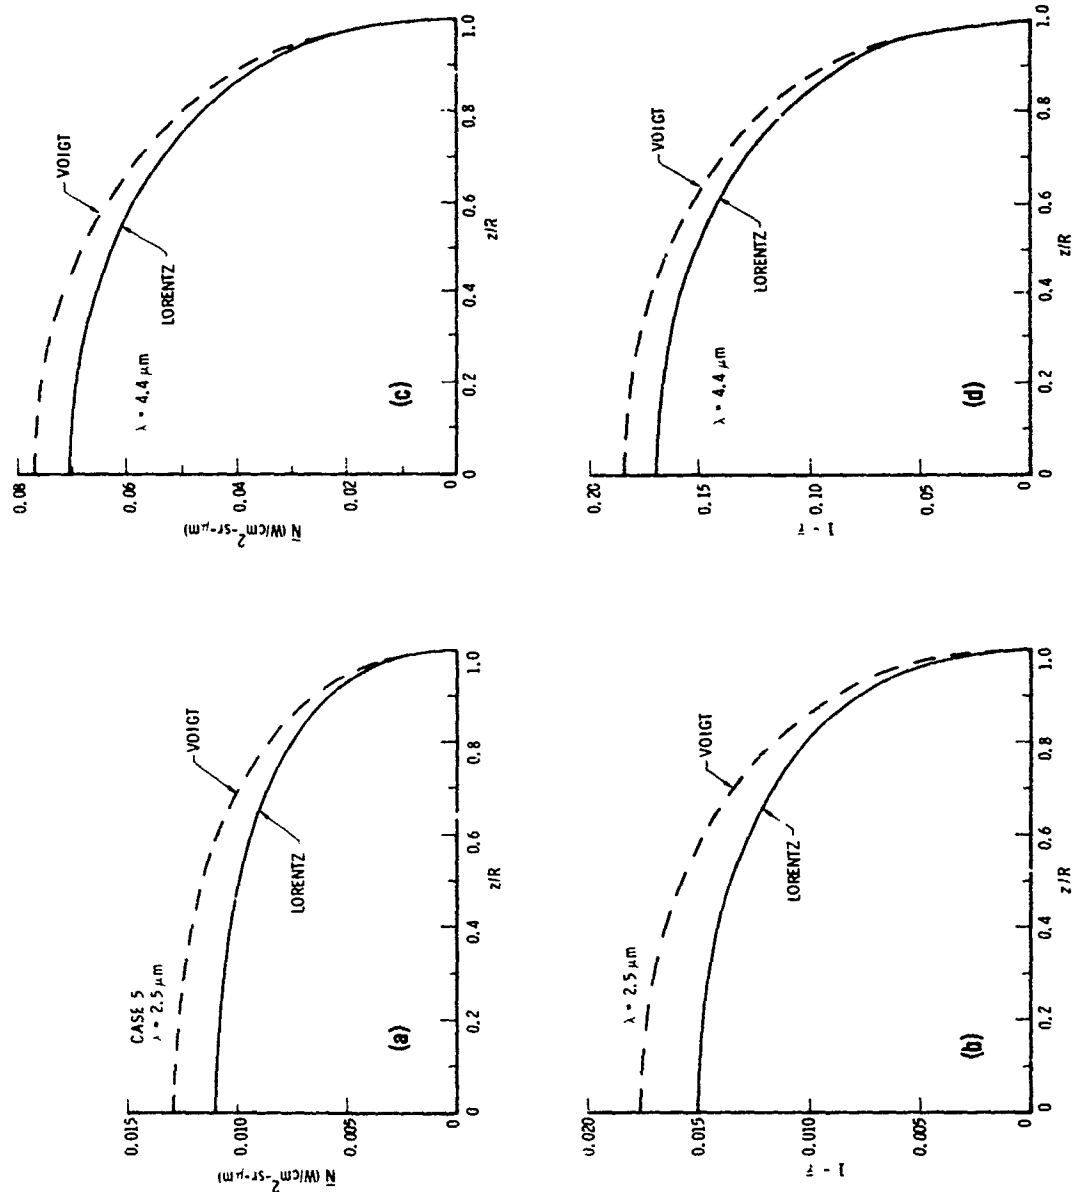 0.015
0.010
0.005
0
N̄ (W/cm²-sr-μm)
CASE 5
λ = 2.5 μm
VOIGT
LORENTZ
(a)
0
0.2
0.4
0.6
0.8
1.0
z/R
0.08
0.06
0.04
0.02
0
N̄ (W/cm²-sr-μm)
VOIGT
LORENTZ
λ = 4.4 μm
(c)
0
0.2
0.4
0.6
0.8
1.0
z/R
0.020
0.015
0.010
0.005
0
1 - τ̄
λ = 2.5 μm
VOIGT
LORENTZ
(b)
0
0.2
0.4
0.6
0.8
1.0
z/R
0.20
0.15
0.10
0.05
0
1 - τ̄
VOIGT
LORENTZ
λ = 4.4 μm
(d)
0
0.2
0.4
0.6
0.8
1.0
z/R